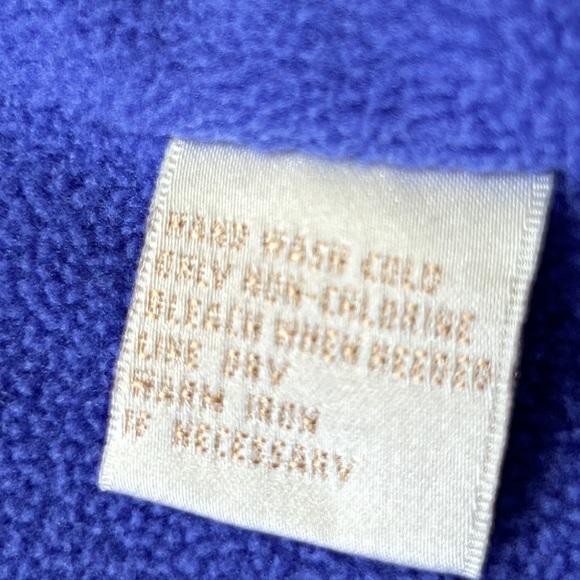 HAND WASH COLD
ONLY NON-CHLORINE
BLEACH WHEN NEEDED
LINE DRY
WARM IRON
IF NECESSARY